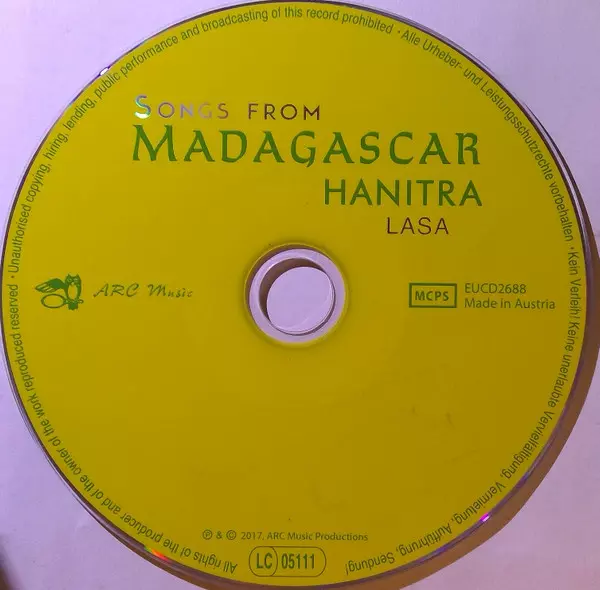 SONGS FROM
MADAGASCAR
HANITRA
LASA
ARC Music
MCPS
EUCD2688
Made in Austria
℗ & © 2017, ARC Music Productions
LC 05111
All rights of the producer and of the owner of the work reproduced reserved • Unauthorised copying, hiring, lending, public performance and broadcasting of this record prohibited • Alle Urheber- und Leistungsschutzrechte vorbehalten • Kein Verleih! Keine unerlaubte Vervielfältigung, Vermietung, Aufführung, Sendung!